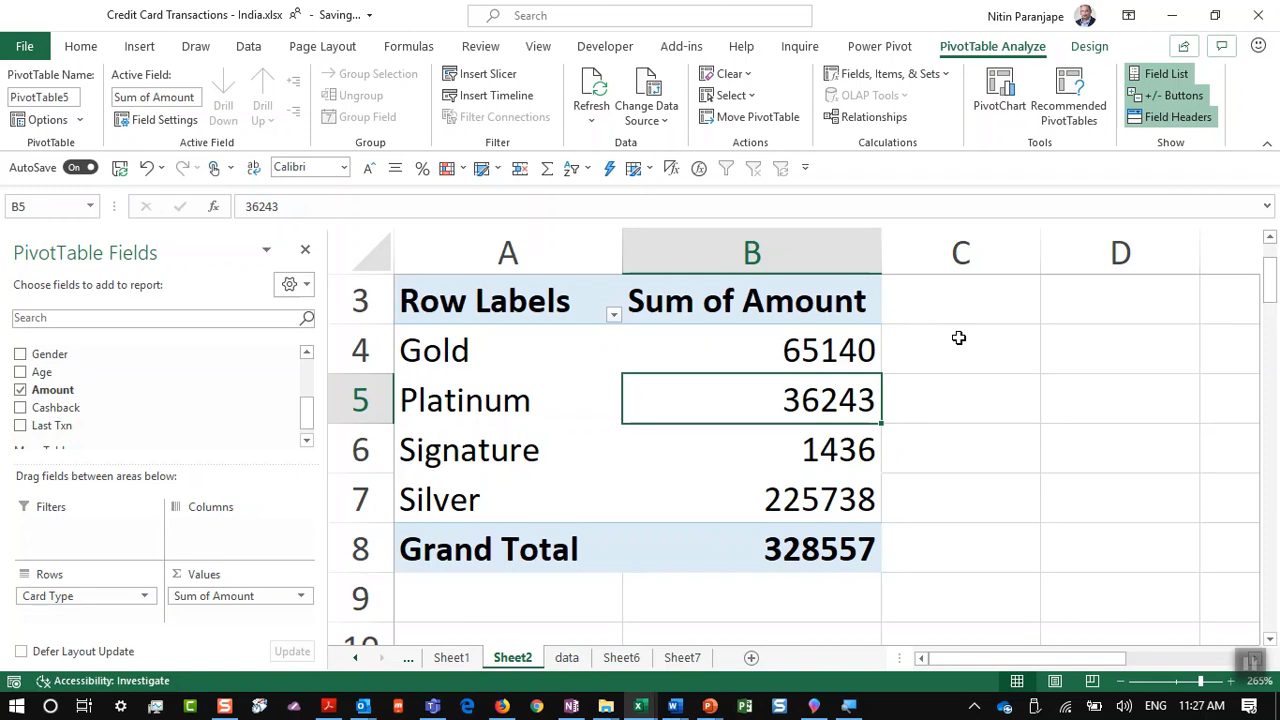 Credit Card Transactions - India.xlsx Saving...
Search
Nitin Paranjape
File Home Insert Draw Data Page Layout Formulas Review View Developer Add-ins Help Inquire Power Pivot PivotTable Analyze Design
PivotTable Name:
PivotTable5
Options
PivotTable
Active Field:
Sum of Amount
Field Settings
Drill Down
Drill Up
Active Field
Group Selection
Ungroup
Group Field
Group
Insert Slicer
Insert Timeline
Filter Connections
Filter
Refresh
Change Data Source
Data
Clear
Select
Move PivotTable
Actions
Fields, Items, & Sets
OLAP Tools
Relationships
Calculations
PivotChart
Recommended PivotTables
Tools
Field List
+/- Buttons
Field Headers
Show
AutoSave On
Calibri
B5
36243
PivotTable Fields
Choose fields to add to report:
Search
Gender
Age
Amount
Cashback
Last Txn
Drag fields between areas below:
Filters
Columns
Rows
Values
Card Type
Sum of Amount
Defer Layout Update
Update
A B C D
3 Row Labels Sum of Amount
4 Gold 65140
5 Platinum 36243
6 Signature 1436
7 Silver 225738
8 Grand Total 328557
9
10
... Sheet1 Sheet2 data Sheet6 Sheet7
Accessibility: Investigate
265%
ENG 11:27 AM